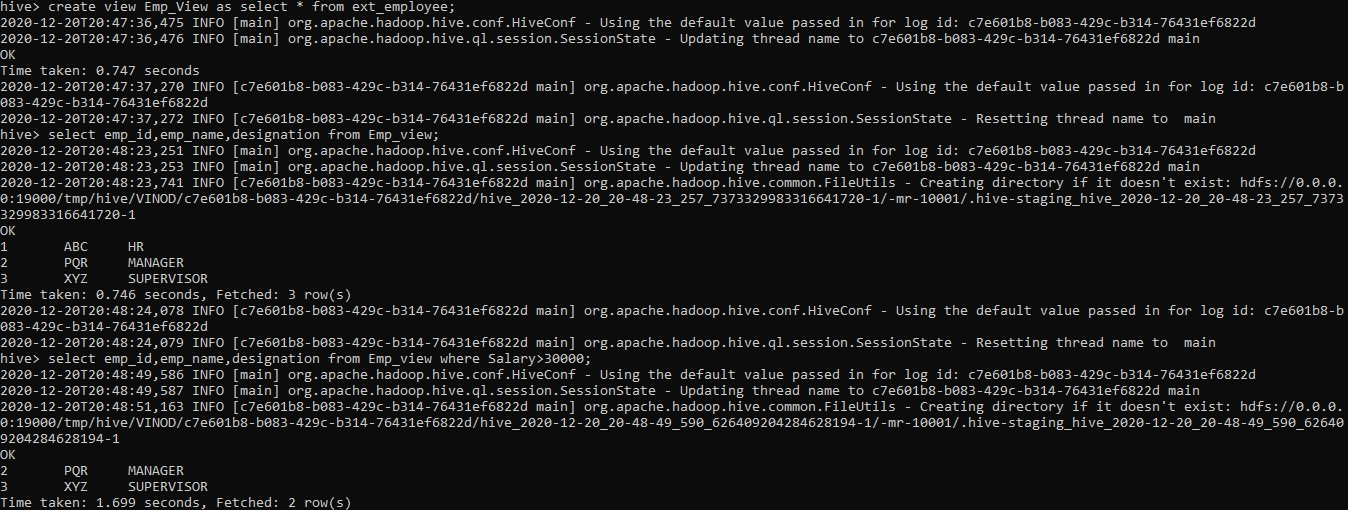 hive> create view Emp_View as select * from ext_employee;
2020-12-20T20:47:36,475 INFO [main] org.apache.hadoop.hive.conf.HiveConf - Using the default value passed in for log id: c7e601b8-b083-429c-b314-76431ef6822d
2020-12-20T20:47:36,476 INFO [main] org.apache.hadoop.hive.ql.session.SessionState - Updating thread name to c7e601b8-b083-429c-b314-76431ef6822d main
OK
Time taken: 0.747 seconds
2020-12-20T20:47:37,270 INFO [c7e601b8-b083-429c-b314-76431ef6822d main] org.apache.hadoop.hive.conf.HiveConf - Using the default value passed in for log id: c7e601b8-b
083-429c-b314-76431ef6822d
2020-12-20T20:47:37,272 INFO [c7e601b8-b083-429c-b314-76431ef6822d main] org.apache.hadoop.hive.ql.session.SessionState - Resetting thread name to  main
hive> select emp_id,emp_name,designation from Emp_view;
2020-12-20T20:48:23,251 INFO [main] org.apache.hadoop.hive.conf.HiveConf - Using the default value passed in for log id: c7e601b8-b083-429c-b314-76431ef6822d
2020-12-20T20:48:23,253 INFO [main] org.apache.hadoop.hive.ql.session.SessionState - Updating thread name to c7e601b8-b083-429c-b314-76431ef6822d main
2020-12-20T20:48:23,741 INFO [c7e601b8-b083-429c-b314-76431ef6822d main] org.apache.hadoop.hive.common.FileUtils - Creating directory if it doesn't exist: hdfs://0.0.0.
0:19000/tmp/hive/VINOD/c7e601b8-b083-429c-b314-76431ef6822d/hive_2020-12-20_20-48-23_257_7373329983316641720-1/-mr-10001/.hive-staging_hive_2020-12-20_20-48-23_257_7373
329983316641720-1
OK
1       ABC     HR
2       PQR     MANAGER
3       XYZ     SUPERVISOR
Time taken: 0.746 seconds, Fetched: 3 row(s)
2020-12-20T20:48:24,078 INFO [c7e601b8-b083-429c-b314-76431ef6822d main] org.apache.hadoop.hive.conf.HiveConf - Using the default value passed in for log id: c7e601b8-b
083-429c-b314-76431ef6822d
2020-12-20T20:48:24,079 INFO [c7e601b8-b083-429c-b314-76431ef6822d main] org.apache.hadoop.hive.ql.session.SessionState - Resetting thread name to  main
hive> select emp_id,emp_name,designation from Emp_view where Salary>30000;
2020-12-20T20:48:49,586 INFO [main] org.apache.hadoop.hive.conf.HiveConf - Using the default value passed in for log id: c7e601b8-b083-429c-b314-76431ef6822d
2020-12-20T20:48:49,587 INFO [main] org.apache.hadoop.hive.ql.session.SessionState - Updating thread name to c7e601b8-b083-429c-b314-76431ef6822d main
2020-12-20T20:48:51,163 INFO [c7e601b8-b083-429c-b314-76431ef6822d main] org.apache.hadoop.hive.common.FileUtils - Creating directory if it doesn't exist: hdfs://0.0.0.
0:19000/tmp/hive/VINOD/c7e601b8-b083-429c-b314-76431ef6822d/hive_2020-12-20_20-48-49_590_626409204284628194-1/-mr-10001/.hive-staging_hive_2020-12-20_20-48-49_590_62640
9204284628194-1
OK
2       PQR     MANAGER
3       XYZ     SUPERVISOR
Time taken: 1.699 seconds, Fetched: 2 row(s)